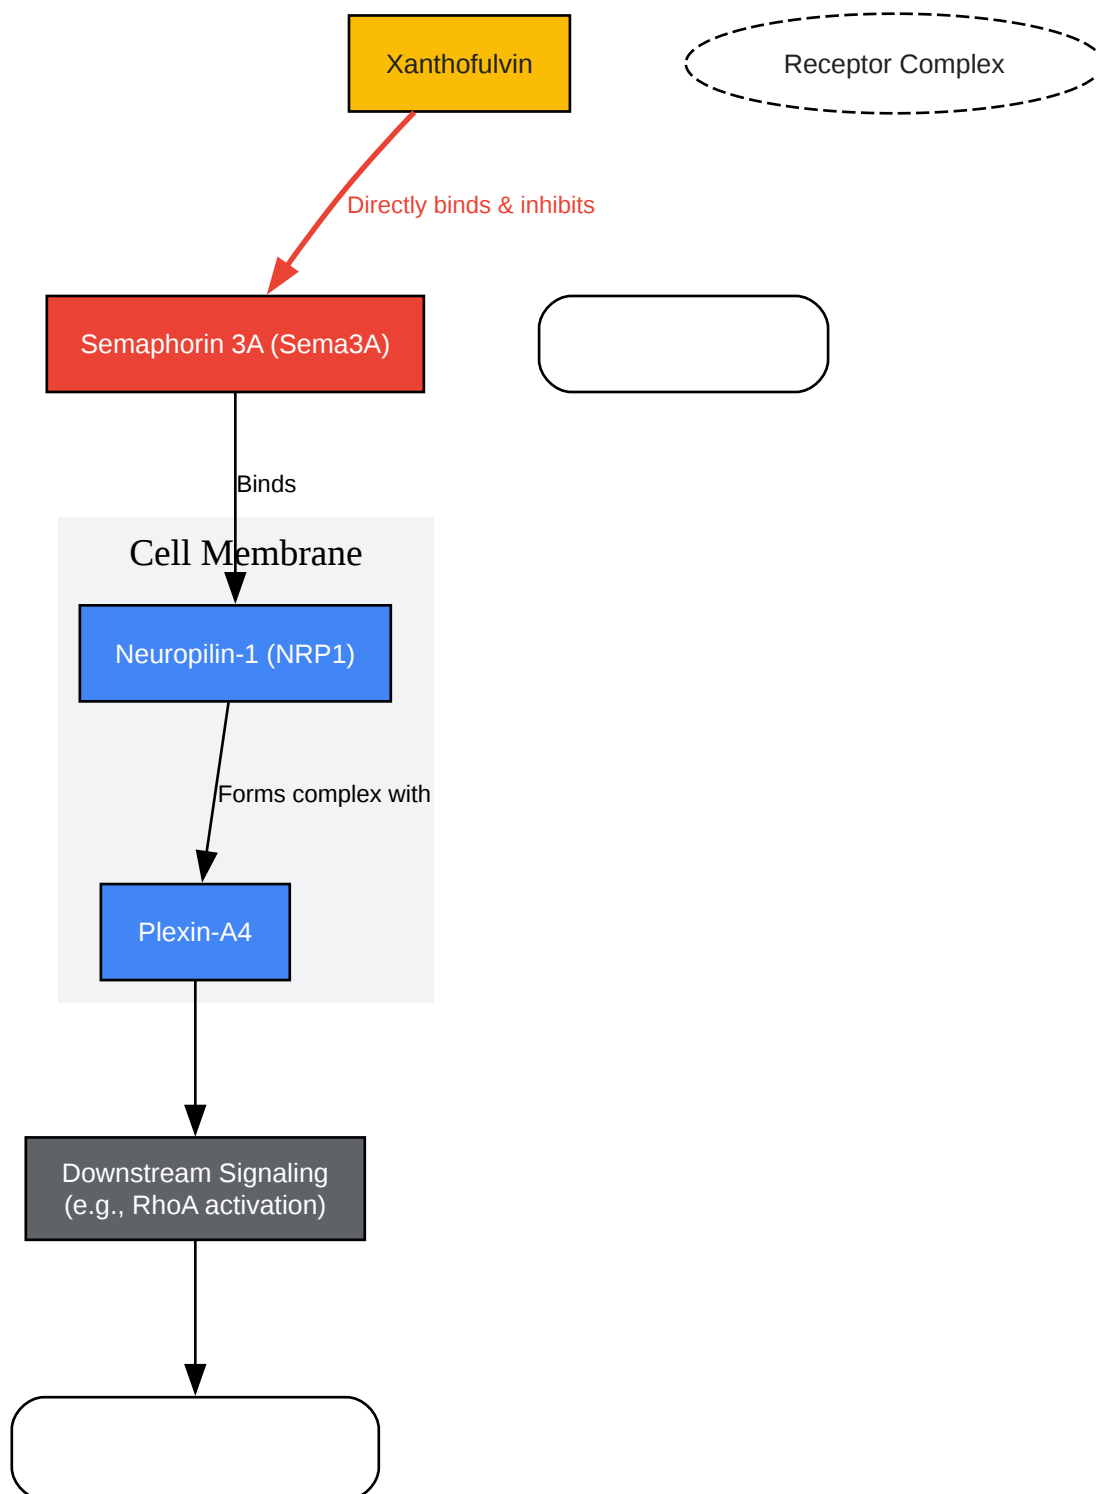 Xanthofulvin
Receptor Complex
Directly binds & inhibits
Semaphorin 3A (Sema3A)
Binds
Cell Membrane
Neuropilin-1 (NRP1)
Forms complex with
Plexin-A4
Downstream Signaling
(e.g., RhoA activation)